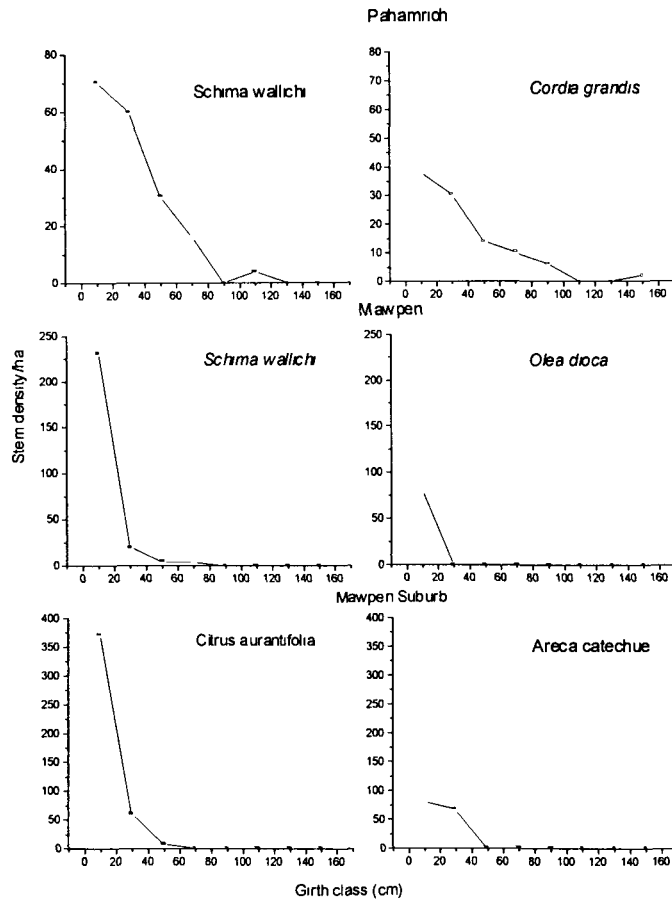 Pahamrioh
Schima wallichi
Cordia grandis
80
60
40
20
0
80
70
60
50
40
30
20
10
0
0 20 40 60 80 100 120 140 160
0 20 40 60 80 100 120 140 160
Mawpen
Stem density/ha
Schima wallichi
Olea dioca
250
200
150
100
50
0
250
200
150
100
50
0
0 20 40 60 80 100 120 140 160
0 20 40 60 80 100 120 140 160
Mawpen Suburb
Citrus aurantifolia
Areca catechue
400
350
300
250
200
150
100
50
0
400
350
300
250
200
150
100
50
0
0 20 40 60 80 100 120 140 160
0 20 40 60 80 100 120 140 160
Girth class (cm)